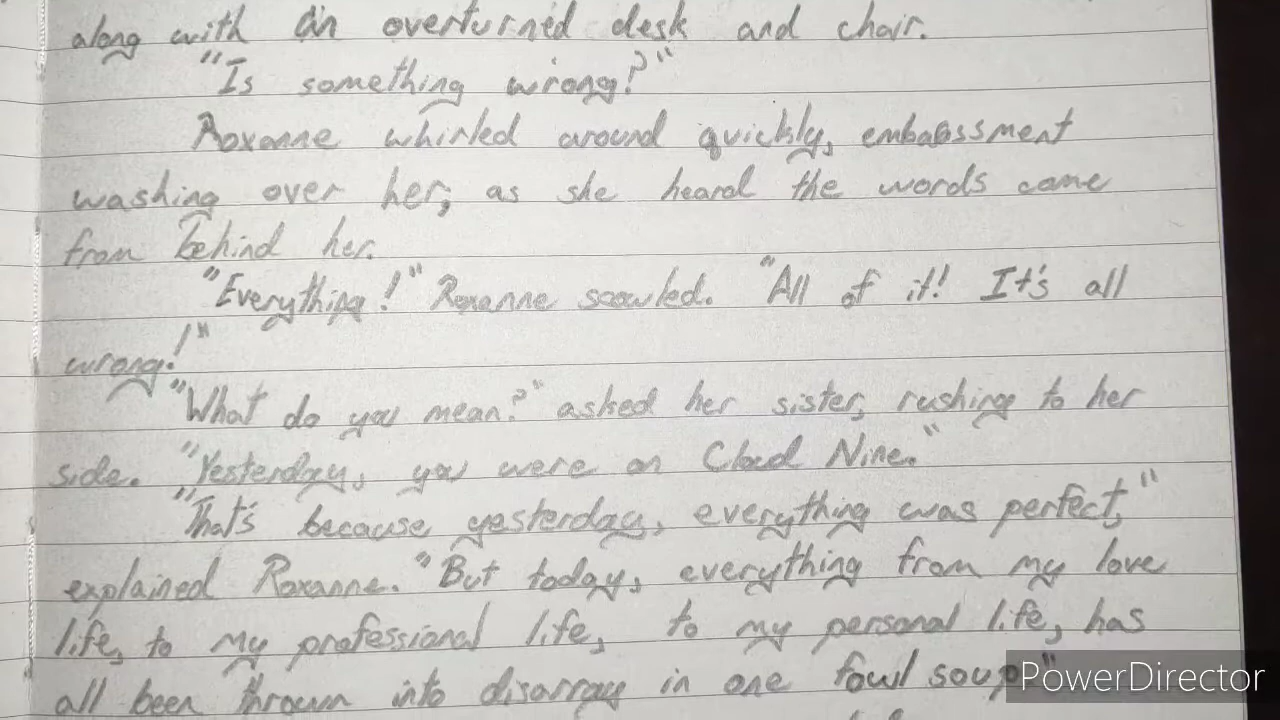 along with an overturned desk and chair.
"Is something wrong?"
Roxanne whirled around quickly, embarassment
washing over her, as she heard the words come
from behind her.
"Everything!" Roxanne scowled. "All of it! It's all
wrong!"
"What do you mean?" asked her sister, rushing to her
side. "Yesterday, you were on Cloud Nine."
"That's because yesterday, everything was perfect,"
explained Roxanne. "But today, everything from my love
life, to my professional life, to my personal life, has
all been thrown into disarray in one fowl soup"
PowerDirector